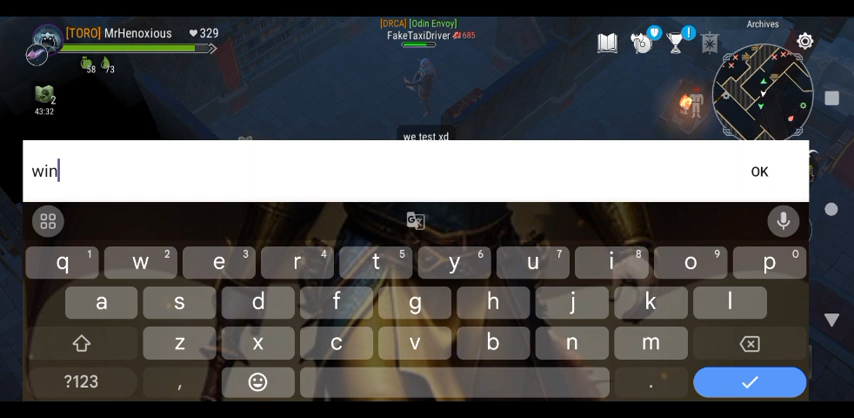 [TORO] MrHenoxious 329
58 73
2
43:32
[DRCA] [Odin Envoy]
FakeTaxiDriver 685
6
Archives
we test xd
win
OK
q 1 w 2 e 3 r 4 t 5 y 6 u 7 i 8 o 9 p 0
a s d f g h j k l
z x c v b n m
?123 , .